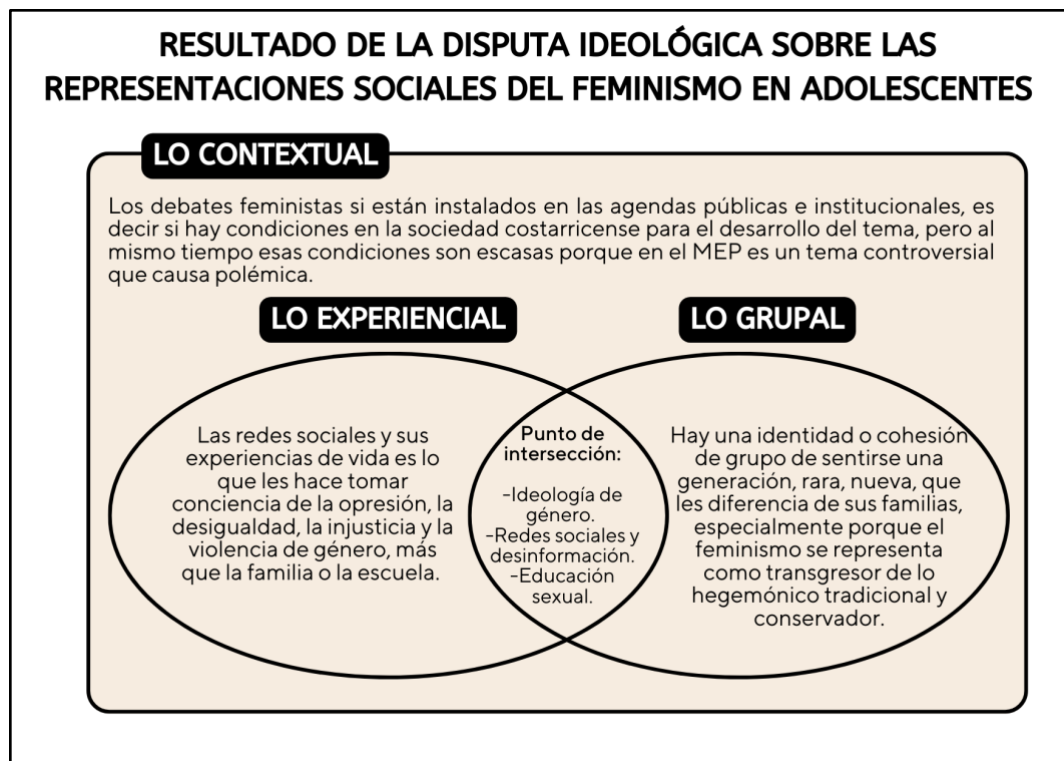 RESULTADO DE LA DISPUTA IDEOLÓGICA SOBRE LAS
REPRESENTACIONES SOCIALES DEL FEMINISMO EN ADOLESCENTES
LO CONTEXTUAL
Los debates feministas si están instalados en las agendas públicas e institucionales, es
decir si hay condiciones en la sociedad costarricense para el desarrollo del tema, pero al
mismo tiempo esas condiciones son escasas porque en el MEP es un tema controversial
que causa polémica.
LO EXPERIENCIAL
Las redes sociales y sus
experiencias de vida es lo
que les hace tomar
conciencia de la opresión, la
desigualdad, la injusticia y la
violencia de género, más
que la familia o la escuela.
Punto de
intersección:
-Ideología de
género.
-Redes sociales y
desinformación.
-Educación
sexual.
LO GRUPAL
Hay una identidad o cohesión
de grupo de sentirse una
generación, rara, nueva, que
les diferencia de sus familias,
especialmente porque el
feminismo se representa
como transgresor de lo
hegemónico tradicional y
conservador.